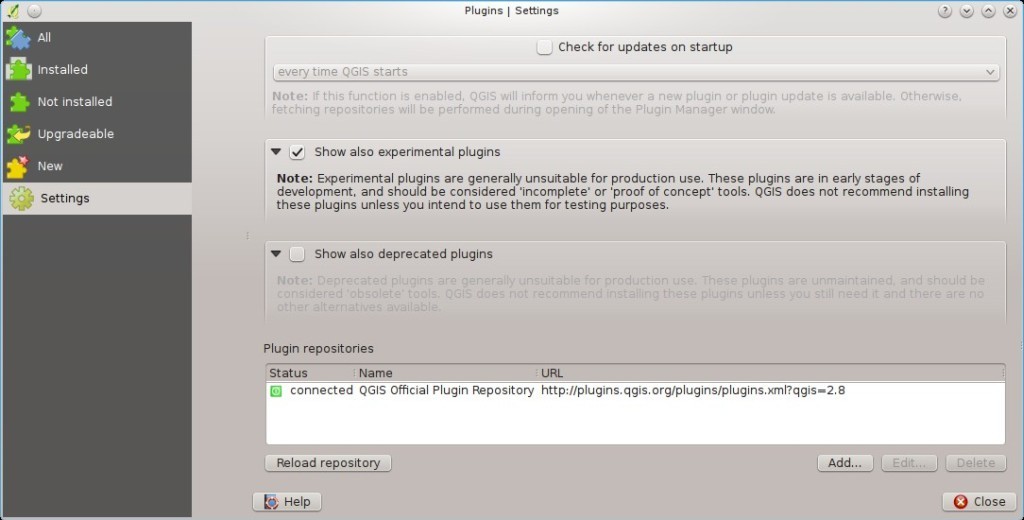 Plugins | Settings
All
Installed
Not installed
Upgradeable
New
Settings
Check for updates on startup
every time QGIS starts
Note: If this function is enabled, QGIS will inform you whenever a new plugin or plugin update is available. Otherwise,
fetching repositories will be performed during opening of the Plugin Manager window.
Show also experimental plugins
Note: Experimental plugins are generally unsuitable for production use. These plugins are in early stages of
development, and should be considered 'incomplete' or 'proof of concept' tools. QGIS does not recommend installing
these plugins unless you intend to use them for testing purposes.
Show also deprecated plugins
Note: Deprecated plugins are generally unsuitable for production use. These plugins are unmaintained, and should be
considered 'obsolete' tools. QGIS does not recommend installing these plugins unless you still need it and there are no
other alternatives available.
Plugin repositories
Status Name URL
connected QGIS Official Plugin Repository http://plugins.qgis.org/plugins/plugins.xml?qgis=2.8
Reload repository Add... Edit... Delete
Help Close